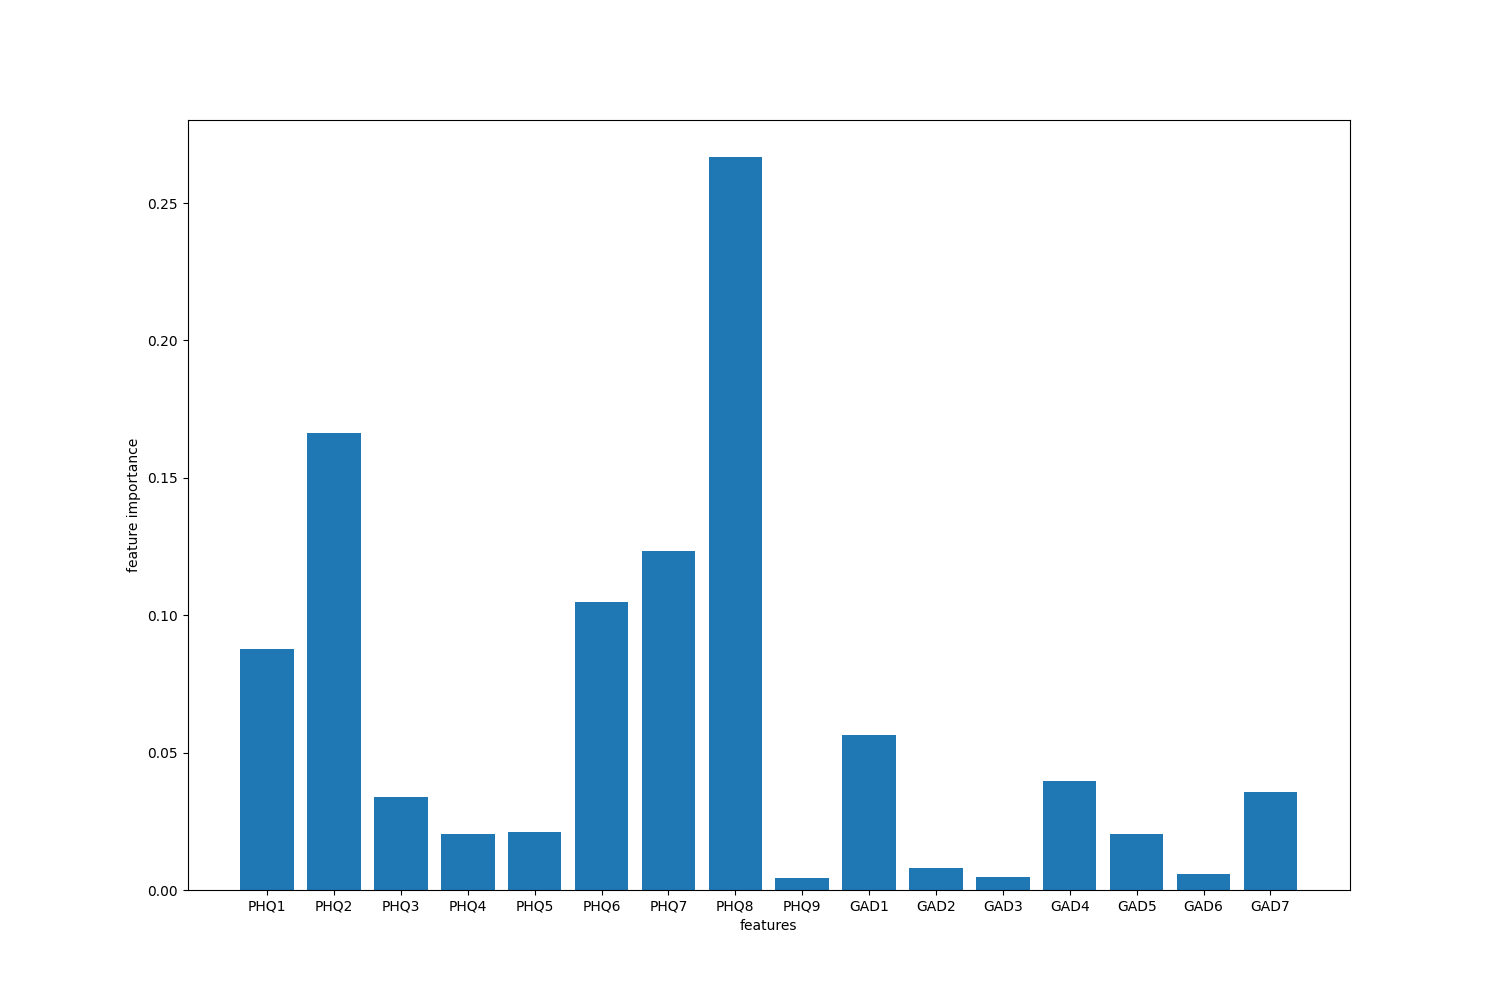 feature importance
0.25
0.20
0.15
0.10
0.05
0.00
PHQ1 PHQ2 PHQ3 PHQ4 PHQ5 PHQ6 PHQ7 PHQ8 PHQ9 GAD1 GAD2 GAD3 GAD4 GAD5 GAD6 GAD7
features